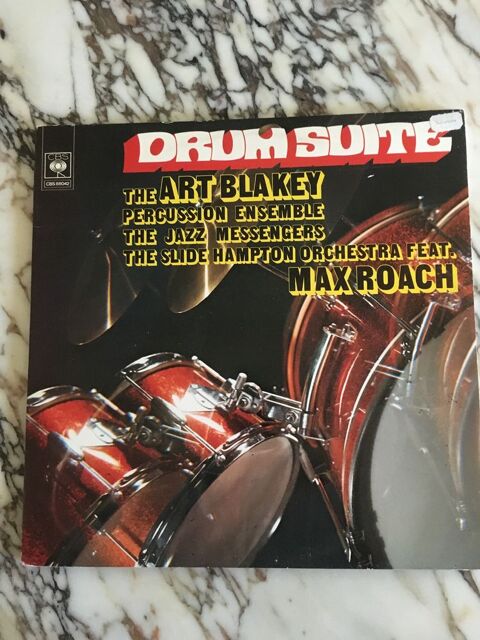 DRUM SUITE
CBS
CBS 88042
THE ART BLAKEY
PERCUSSION ENSEMBLE
THE JAZZ MESSENGERS
THE SLIDE HAMPTON ORCHESTRA FEAT.
MAX ROACH